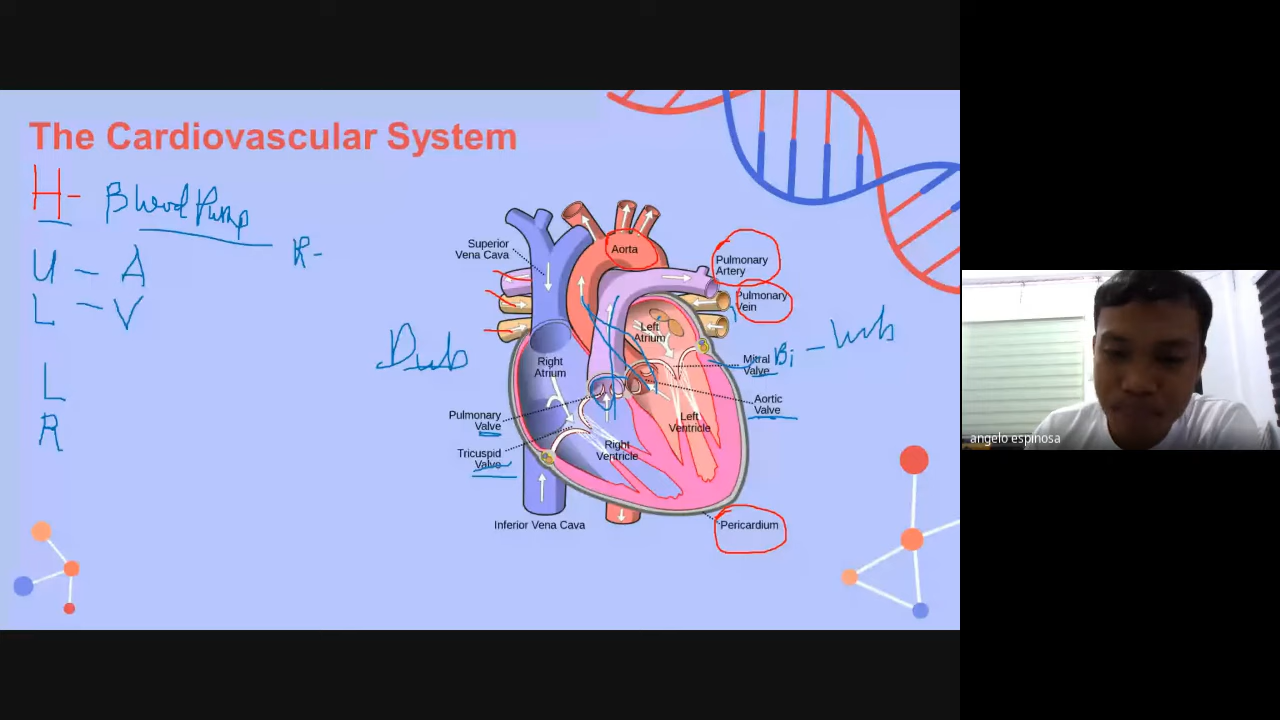 The Cardiovascular System
H- Blood Pump
R-
U - A
L - V
L
R
Superior
Vena Cava
Aorta
Pulmonary
Artery
Pulmonary
Vein
Left
Atrium
Dub
Right
Atrium
Mitral
Valve
Bi - Lub
Aortic
Valve
Pulmonary
Valve
Left
Ventricle
Tricuspid
Valve
Right
Ventricle
Inferior Vena Cava
Pericardium
angelo espinosa